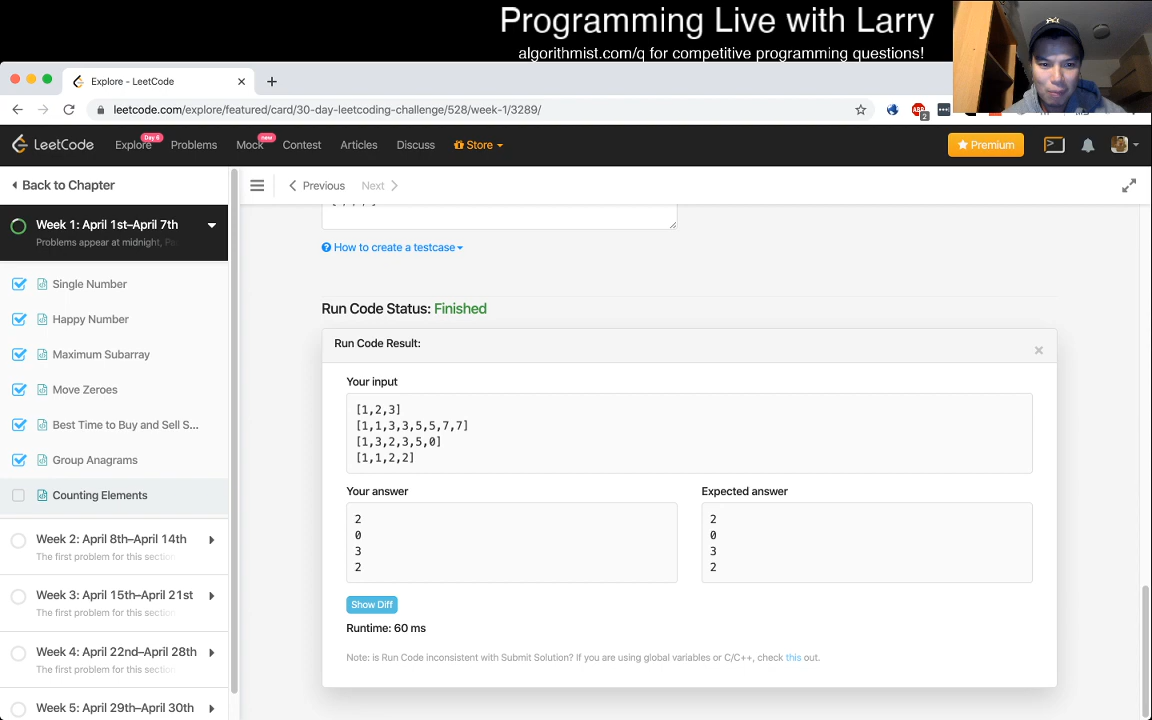 Programming Live with Larry
algorithmist.com/q for competitive programming questions!
Explore - LeetCode
leetcode.com/explore/featured/card/30-day-leetcoding-challenge/528/week-1/3289/
ABP
2
LeetCode
Explore
Day 6
Problems
Mock
new
Contest
Articles
Discuss
Store
Premium
Back to Chapter
Previous
Next
Week 1: April 1st–April 7th
Problems appear at midnight, Pa
Single Number
Happy Number
Maximum Subarray
Move Zeroes
Best Time to Buy and Sell S...
Group Anagrams
Counting Elements
Week 2: April 8th–April 14th
The first problem for this section
Week 3: April 15th–April 21st
The first problem for this section
Week 4: April 22nd–April 28th
The first problem for this section
Week 5: April 29th–April 30th
How to create a testcase
Run Code Status: Finished
Run Code Result:
Your input
[1,2,3]
[1,1,3,3,5,5,7,7]
[1,3,2,3,5,0]
[1,1,2,2]
Your answer
2
0
3
2
Expected answer
2
0
3
2
Show Diff
Runtime: 60 ms
Note: is Run Code inconsistent with Submit Solution? If you are using global variables or C/C++, check this out.